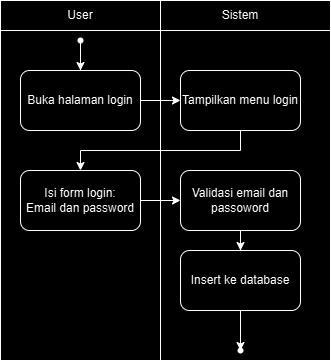 User
Sistem
Buka halaman login
Tampilkan menu login
Isi form login:
Email dan password
Validasi email dan
passoword
Insert ke database